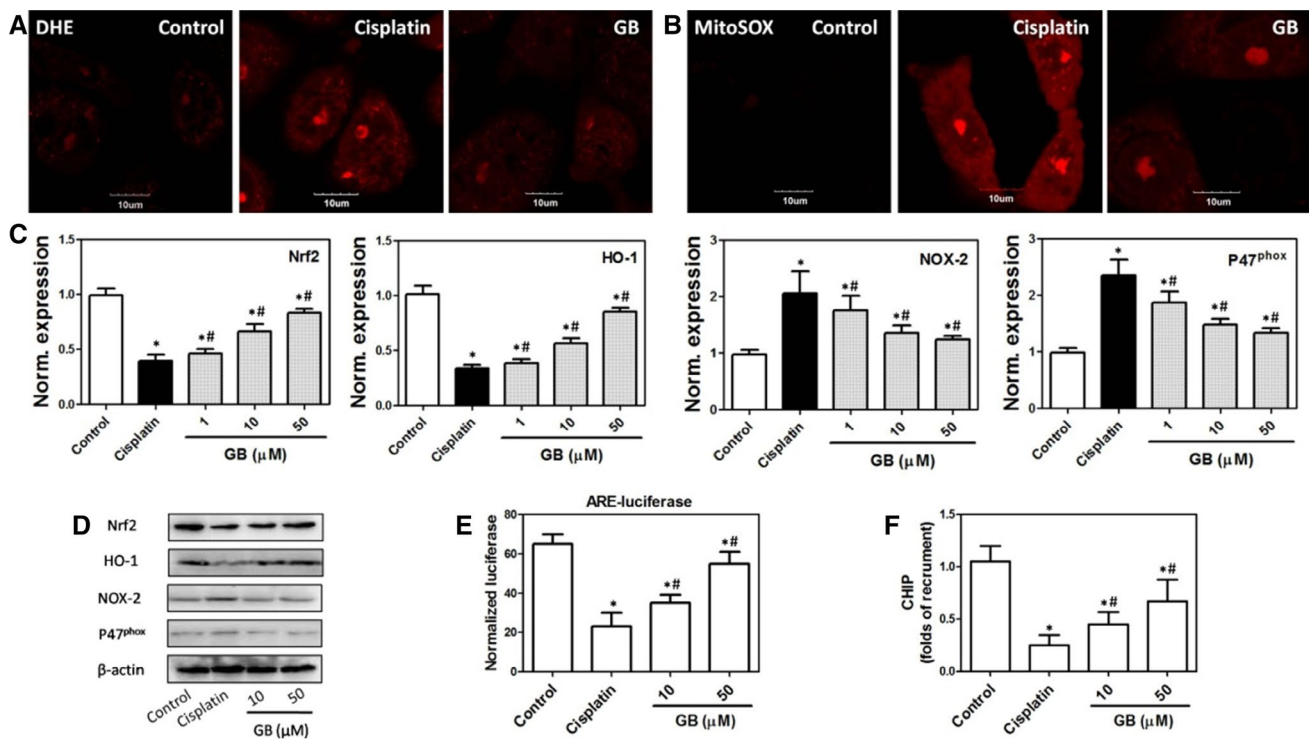 A
DHE Control
Cisplatin
GB
10um
10um
10um
B
MitoSOX Control
Cisplatin
GB
10um
10um
10um
C
Norm. expression
1.5
1.0
0.5
0.0
Nrf2
*
*#
*#
*#
Control
Cisplatin
1
10
50
GB (μM)
Norm. expression
1.5
1.0
0.5
0.0
HO-1
*
*#
*#
*#
Control
Cisplatin
1
10
50
GB (μM)
Norm. expression
3
2
1
0
NOX-2
*
*#
*#
*#
Control
Cisplatin
1
10
50
GB (μM)
Norm. expression
3
2
1
0
P47phox
*
*#
*#
*#
Control
Cisplatin
1
10
50
GB (μM)
D
Nrf2
HO-1
NOX-2
P47phox
β-actin
Control
Cisplatin
10
50
GB (μM)
E
ARE-luciferase
Normalized luciferase
80
60
40
20
0
*
*#
*#
Control
Cisplatin
10
50
GB (μM)
F
CHIP
(folds of recrument)
1.5
1.0
0.5
0.0
*
*#
*#
Control
Cisplatin
10
50
GB (μM)